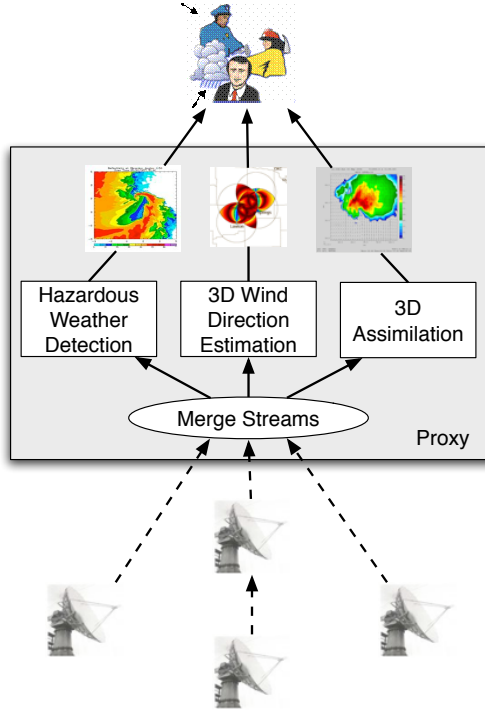 Hazardous
Weather
Detection
3D Wind
Direction
Estimation
3D
Assimilation
Merge Streams
Proxy